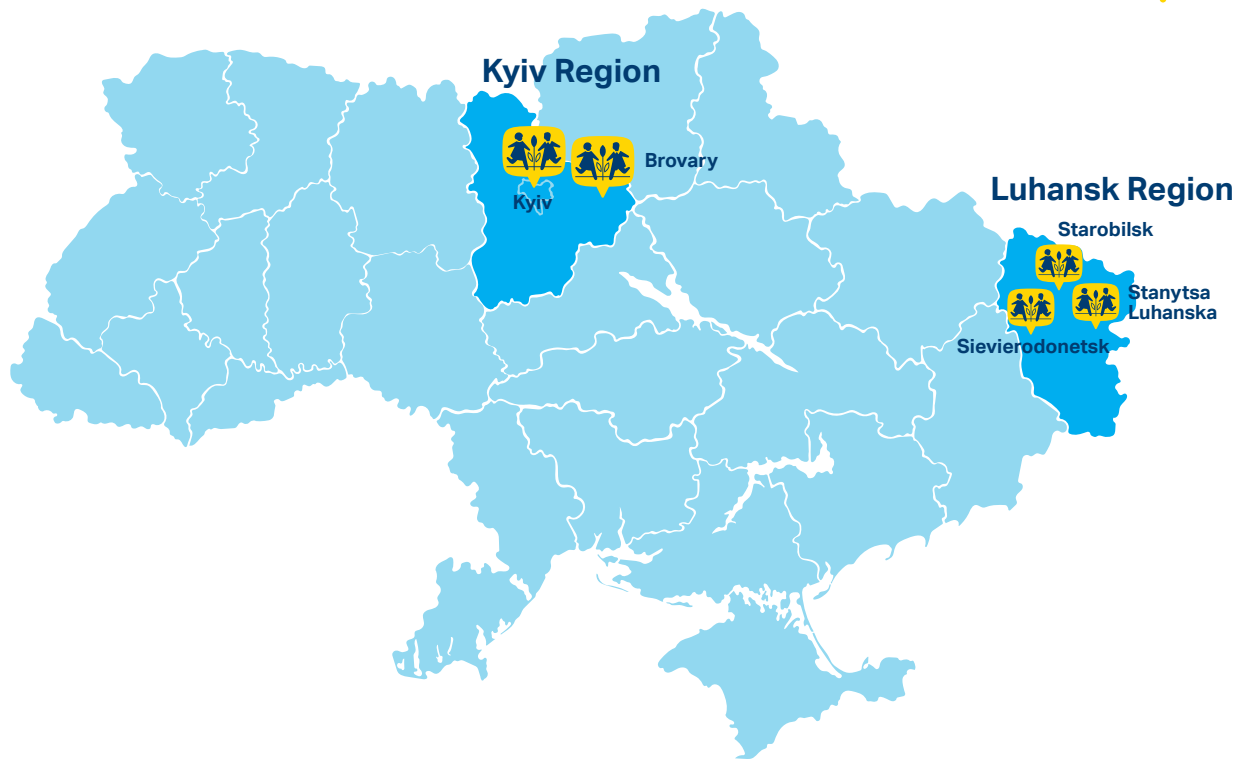 Kyiv Region
Brovary
Kyiv
Luhansk Region
Starobilsk
Stanytsa
Luhanska
Sievierodonetsk